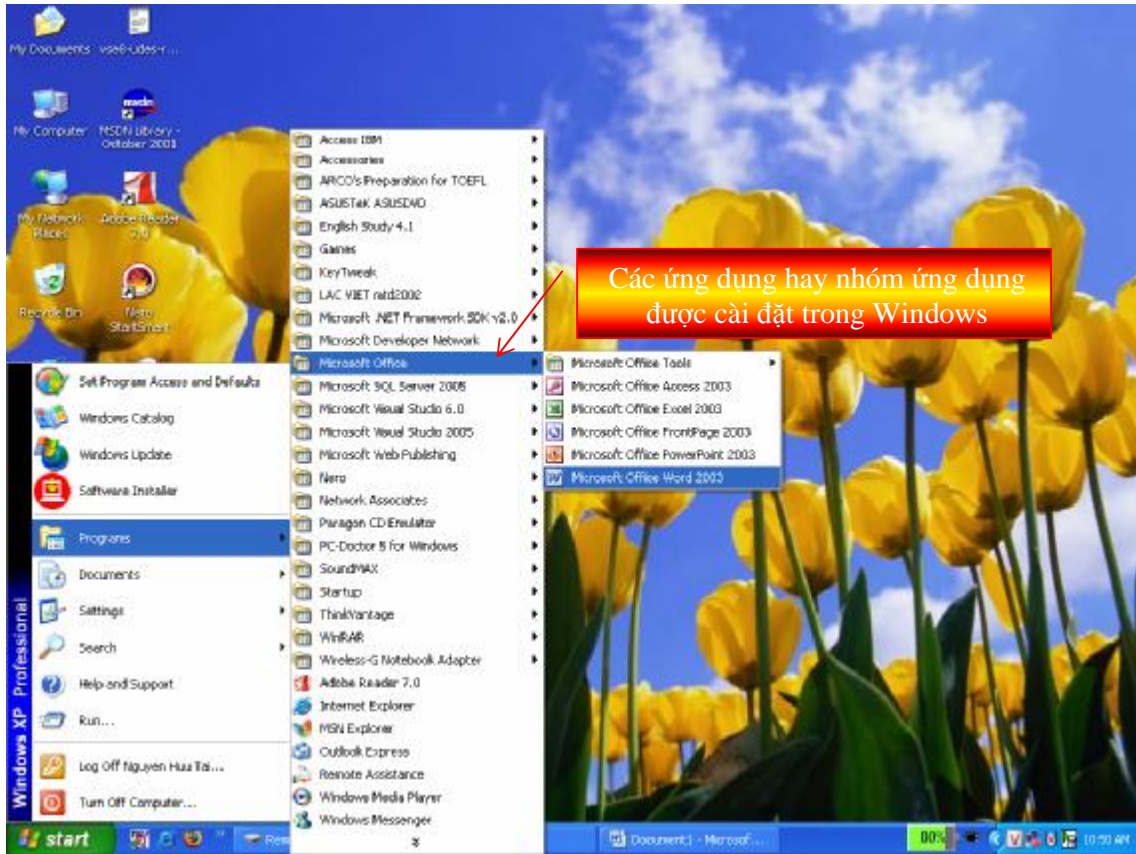 My Documents
vse8-udes-r...
My Computer
MSDN Library -
October 2001
My Network
Places
Adobe Reader
7.0
Recycle Bin
Nero
StartSmart
Set Program Access and Defaults
Windows Catalog
Windows Update
Software Installer
Programs
Documents
Settings
Search
Help and Support
Run...
Log Off Nguyen Huu Tai...
Turn Off Computer...
Windows XP Professional
Access IBM
Accessories
ARCO's Preparation for TOEFL
ASUSTeK ASUSDVD
English Study 4.1
Games
KeyTweak
LAC VIET mtd2002
Microsoft .NET Framework SDK v2.0
Microsoft Developer Network
Microsoft Office
Microsoft SQL Server 2005
Microsoft Visual Studio 6.0
Microsoft Visual Studio 2005
Microsoft Web Publishing
Nero
Network Associates
Paragon CD Emulator
PC-Doctor 5 for Windows
SoundMAX
Startup
ThinkVantage
WinRAR
Wireless-G Notebook Adapter
Adobe Reader 7.0
Internet Explorer
MSN Explorer
Outlook Express
Remote Assistance
Windows Media Player
Windows Messenger
Các ứng dụng hay nhóm ứng dụng
được cài đặt trong Windows
Microsoft Office Tools
Microsoft Office Access 2003
Microsoft Office Excel 2003
Microsoft Office FrontPage 2003
Microsoft Office PowerPoint 2003
Microsoft Office Word 2003
start
Document1 - Microsof...
80%
10:50 AM